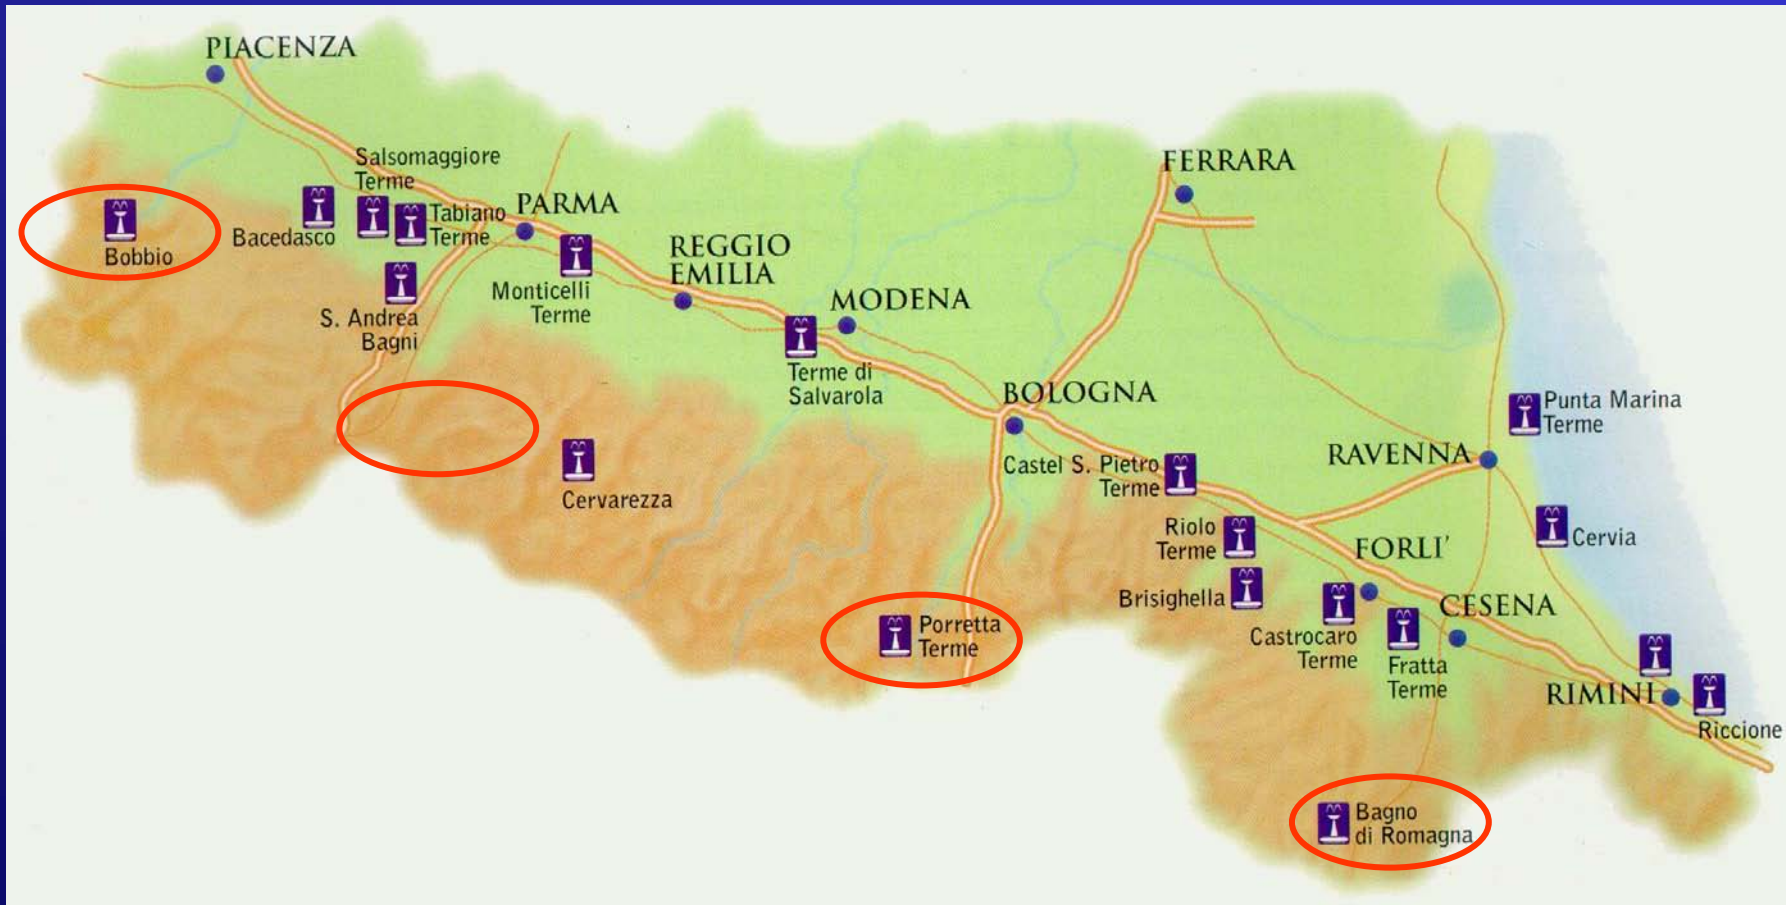 PIACENZA
Salsomaggiore
Terme
Bobbio
Bacedasco
Tabiano
Terme
PARMA
S. Andrea
Bagni
Monticelli
Terme
REGGIO
EMILIA
MODENA
Terme di
Salvarola
Cervarezza
FERRARA
BOLOGNA
Castel S. Pietro
Terme
Punta Marina
Terme
RAVENNA
Riolo
Terme
Cervia
FORLI'
Brisighella
Porretta
Terme
Castrocaro
Terme
CESENA
Fratta
Terme
RIMINI
Riccione
Bagno
di Romagna